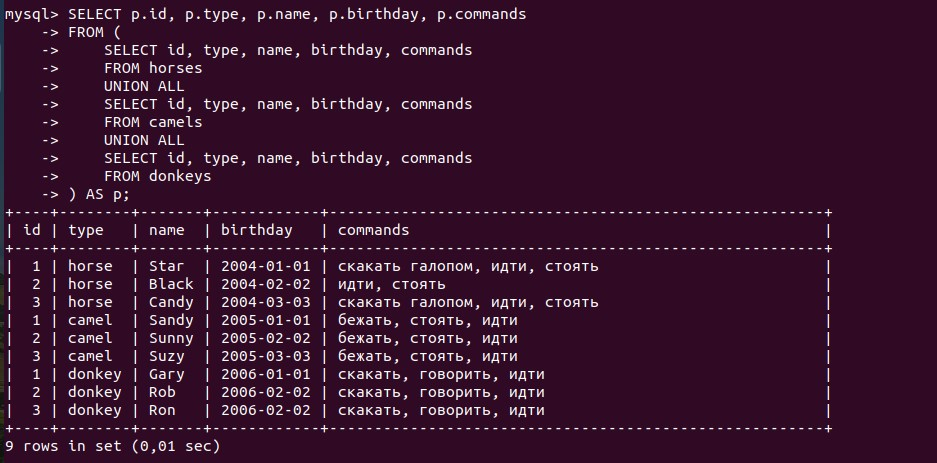 mysql> SELECT p.id, p.type, p.name, p.birthday, p.commands
    -> FROM (
    ->     SELECT id, type, name, birthday, commands
    ->     FROM horses
    ->     UNION ALL
    ->     SELECT id, type, name, birthday, commands
    ->     FROM camels
    ->     UNION ALL
    ->     SELECT id, type, name, birthday, commands
    ->     FROM donkeys
    -> ) AS p;
+----+--------+-------+------------+-------------------------------------------------------+
| id | type   | name  | birthday   | commands                                              |
+----+--------+-------+------------+-------------------------------------------------------+
|  1 | horse  | Star  | 2004-01-01 | скакать галопом, идти, стоять                         |
|  2 | horse  | Black | 2004-02-02 | идти, стоять                                          |
|  3 | horse  | Candy | 2004-03-03 | скакать галопом, идти, стоять                         |
|  1 | camel  | Sandy | 2005-01-01 | бежать, стоять, идти                                  |
|  2 | camel  | Sunny | 2005-02-02 | бежать, стоять, идти                                  |
|  3 | camel  | Suzy  | 2005-03-03 | бежать, стоять, идти                                  |
|  1 | donkey | Gary  | 2006-01-01 | скакать, говорить, идти                               |
|  2 | donkey | Rob   | 2006-02-02 | скакать, говорить, идти                               |
|  3 | donkey | Ron   | 2006-02-02 | скакать, говорить, идти                               |
+----+--------+-------+------------+-------------------------------------------------------+
9 rows in set (0,01 sec)